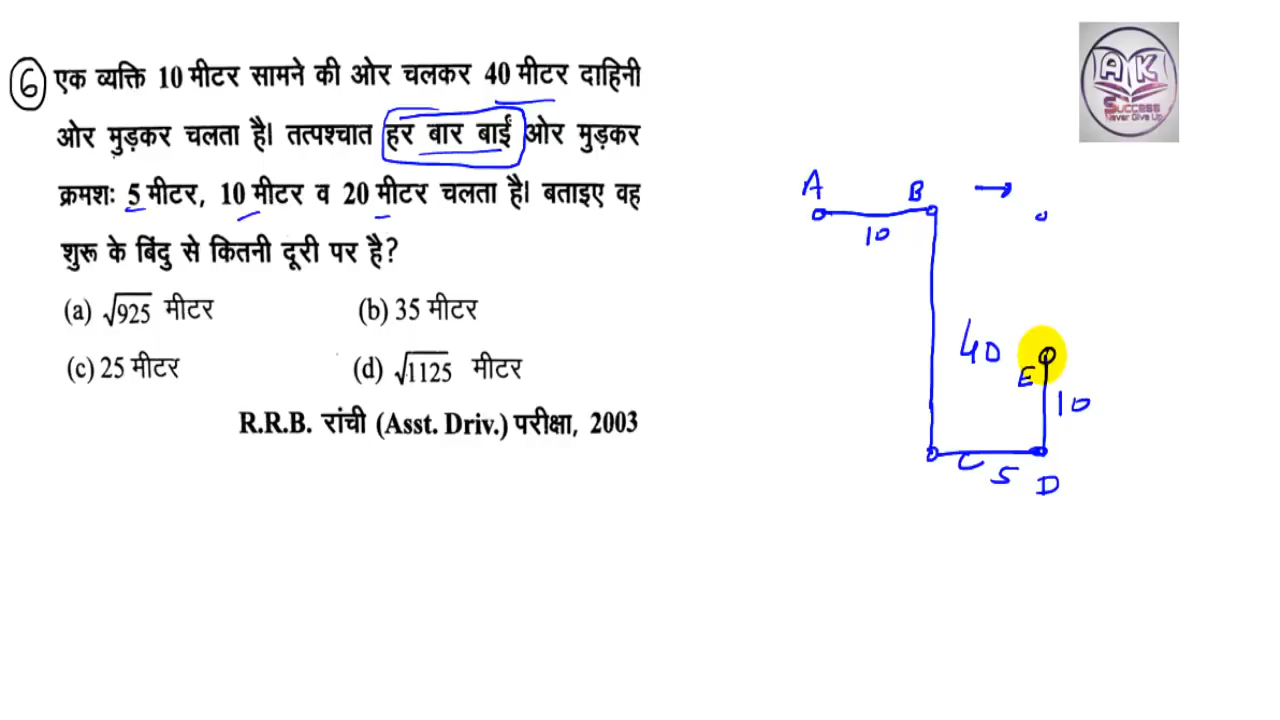 6 एक व्यक्ति 10 मीटर सामने की ओर चलकर 40 मीटर दाहिनी
ओर मुड़कर चलता है। तत्पश्चात हर बार बाईं ओर मुड़कर
क्रमशः 5 मीटर, 10 मीटर व 20 मीटर चलता है। बताइए वह
शुरू के बिंदु से कितनी दूरी पर है?
(a) √925 मीटर (b) 35 मीटर
(c) 25 मीटर (d) √1125 मीटर
R.R.B. रांची (Asst. Driv.) परीक्षा, 2003
AK
Success
Never Give Up
A B
10
40
E
10
C 5 D